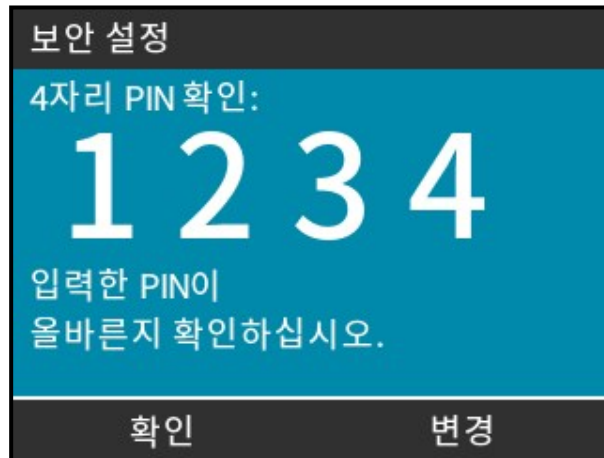 보안 설정
4자리 PIN 확인:
1 2 3 4
입력한 PIN이
올바른지 확인하십시오.
확인 변경